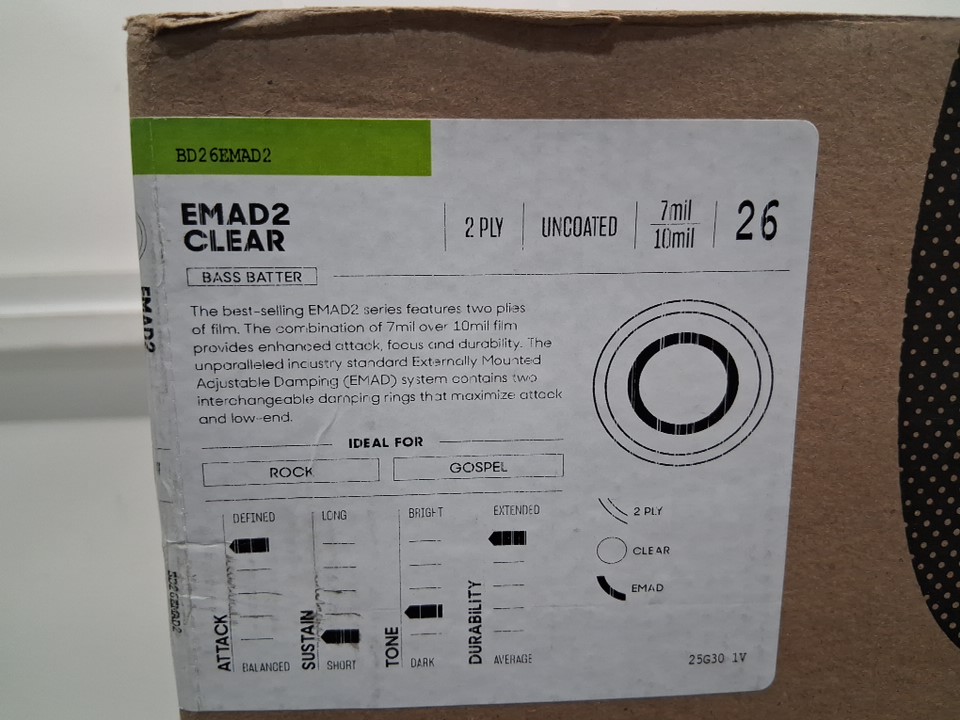 BD26EMAD2
EMAD2
CLEAR
2 PLY
UNCOATED
7mil
10mil
26
BASS BATTER
The best-selling EMAD2 series features two plies
of film. The combination of 7mil over 10mil film
provides enhanced attack, focus and durability. The
unparalleled industry standard Externally Mounted
Adjustable Damping (EMAD) system contains two
interchangeable damping rings that maximize attack
and low-end.
IDEAL FOR
ROCK
GOSPEL
ATTACK
DEFINED
BALANCED
SUSTAIN
LONG
SHORT
TONE
BRIGHT
DARK
DURABILITY
EXTENDED
AVERAGE
2 PLY
CLEAR
EMAD
25G30 1V
EMAD2
BD26EMAD2